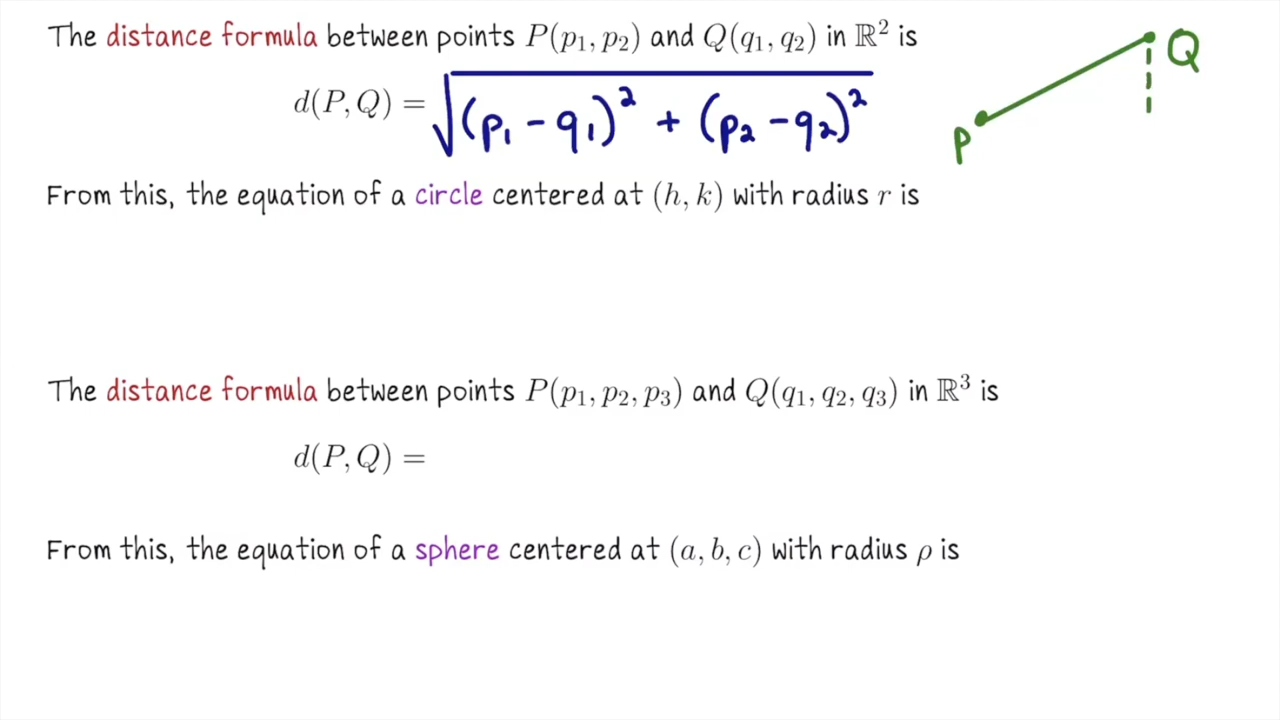 The distance formula between points P(p₁, p₂) and Q(q₁, q₂) in ℝ² is
d(P, Q) = √((p₁ - q₁)² + (p₂ - q₂)²)
Q
P
From this, the equation of a circle centered at (h, k) with radius r is
The distance formula between points P(p₁, p₂, p₃) and Q(q₁, q₂, q₃) in ℝ³ is
d(P, Q) =
From this, the equation of a sphere centered at (a, b, c) with radius ρ is